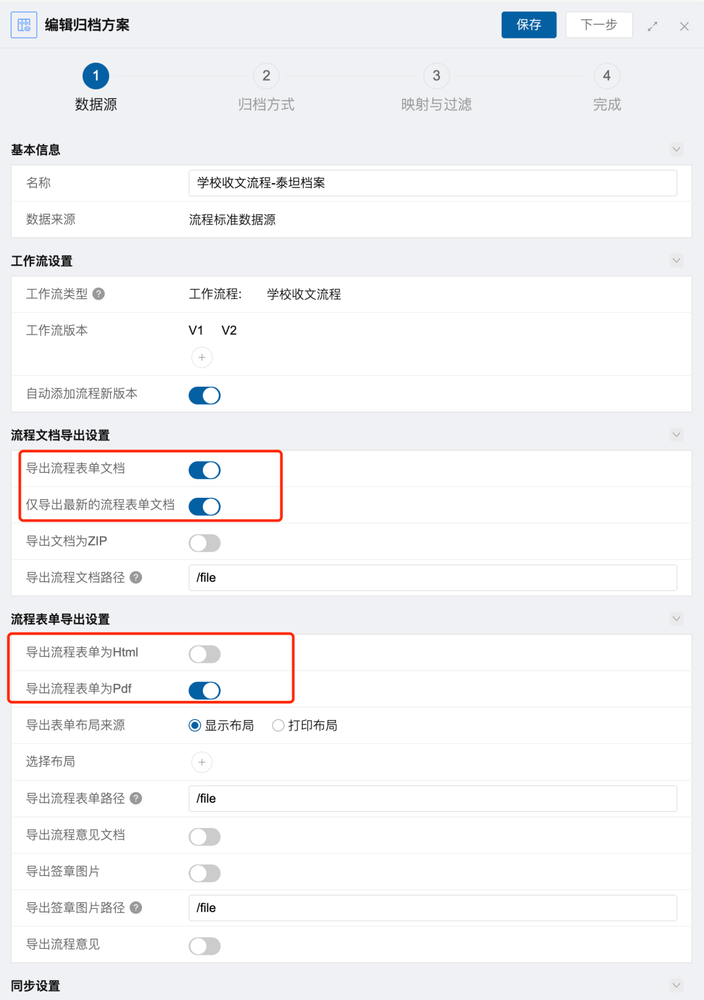 编辑归档方案
保存
下一步
1
2
3
4
数据源
归档方式
映射与过滤
完成
基本信息
名称
学校收文流程-泰坦档案
数据来源
流程标准数据源
工作流设置
工作流类型 ?
工作流程:
学校收文流程
工作流版本
V1 V2
自动添加流程新版本
流程文档导出设置
导出流程表单文档
仅导出最新的流程表单文档
导出文档为ZIP
导出流程文档路径 ?
/file
流程表单导出设置
导出流程表单为Html
导出流程表单为Pdf
导出表单布局来源
显示布局
打印布局
选择布局
导出流程表单路径 ?
/file
导出流程意见文档
导出签章图片
导出签章图片路径 ?
/file
导出流程意见
同步设置